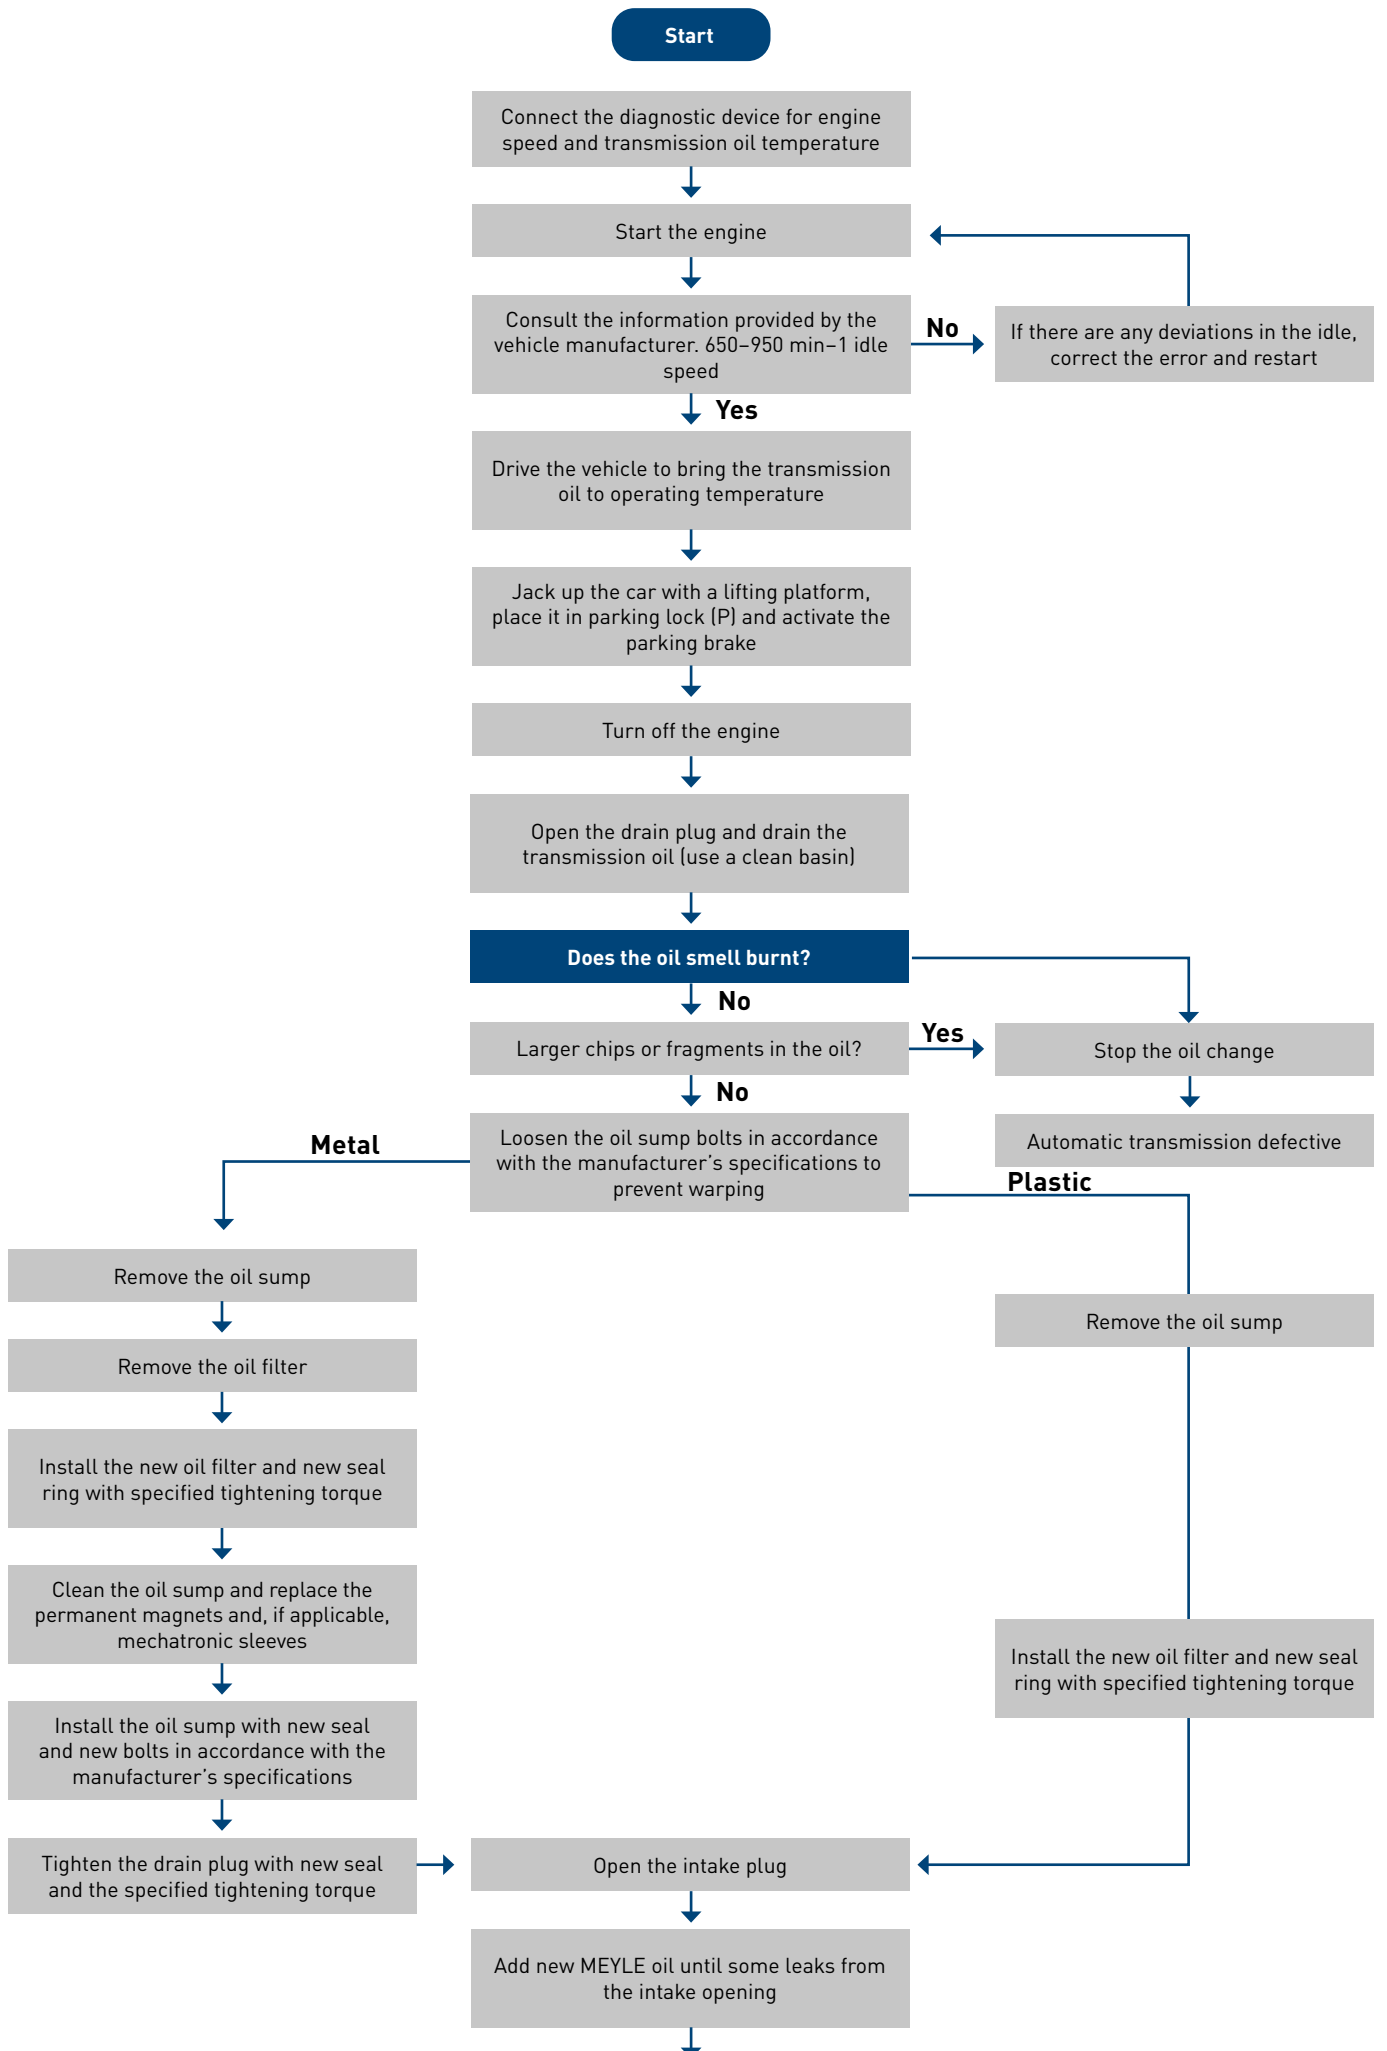 Start
Connect the diagnostic device for engine
speed and transmission oil temperature
Start the engine
Consult the information provided by the
vehicle manufacturer. 650–950 min–1 idle
speed
No
If there are any deviations in the idle,
correct the error and restart
Yes
Drive the vehicle to bring the transmission
oil to operating temperature
Jack up the car with a lifting platform,
place it in parking lock (P) and activate the
parking brake
Turn off the engine
Open the drain plug and drain the
transmission oil (use a clean basin)
Does the oil smell burnt?
No
Larger chips or fragments in the oil?
Yes
Stop the oil change
No
Automatic transmission defective
Loosen the oil sump bolts in accordance
with the manufacturer’s specifications to
prevent warping
Metal
Plastic
Remove the oil sump
Remove the oil filter
Install the new oil filter and new seal
ring with specified tightening torque
Clean the oil sump and replace the
permanent magnets and, if applicable,
mechatronic sleeves
Install the oil sump with new seal
and new bolts in accordance with the
manufacturer’s specifications
Tighten the drain plug with new seal
and the specified tightening torque
Remove the oil sump
Install the new oil filter and new seal
ring with specified tightening torque
Open the intake plug
Add new MEYLE oil until some leaks from
the intake opening